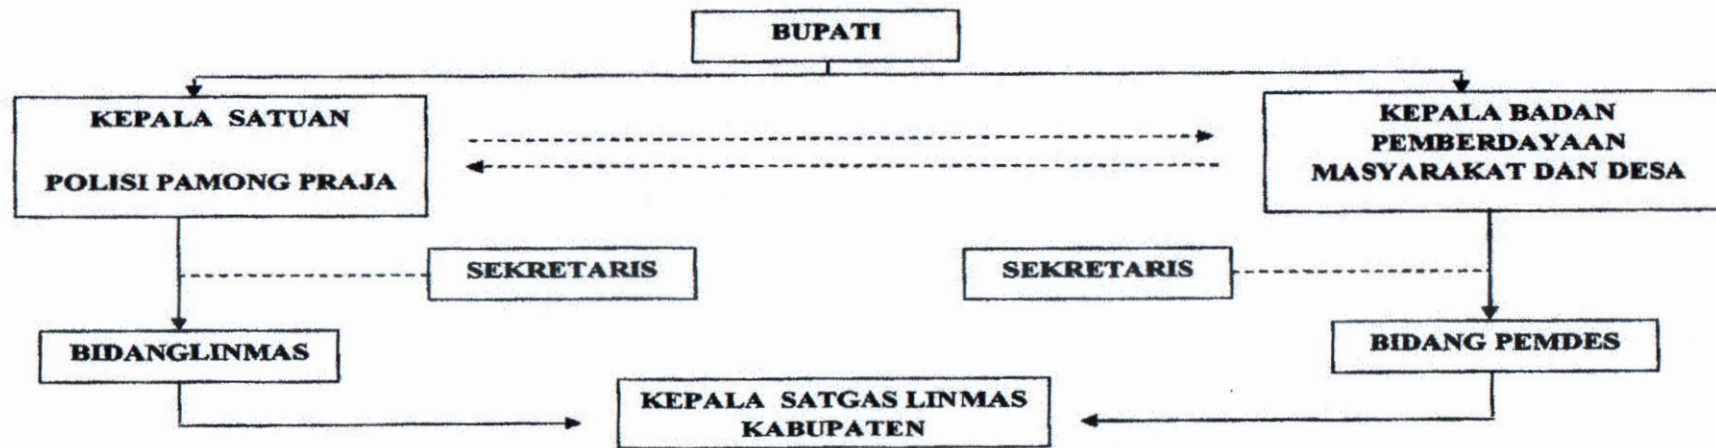 BUPATI
KEPALA SATUAN
POLISI PAMONG PRAJA
KEPALA BADAN
PEMBERDAYAAN
MASYARAKAT DAN DESA
SEKRETARIS
SEKRETARIS
BIDANGLINMAS
BIDANG PEMDES
KEPALA SATGAS LINMAS
KABUPATEN